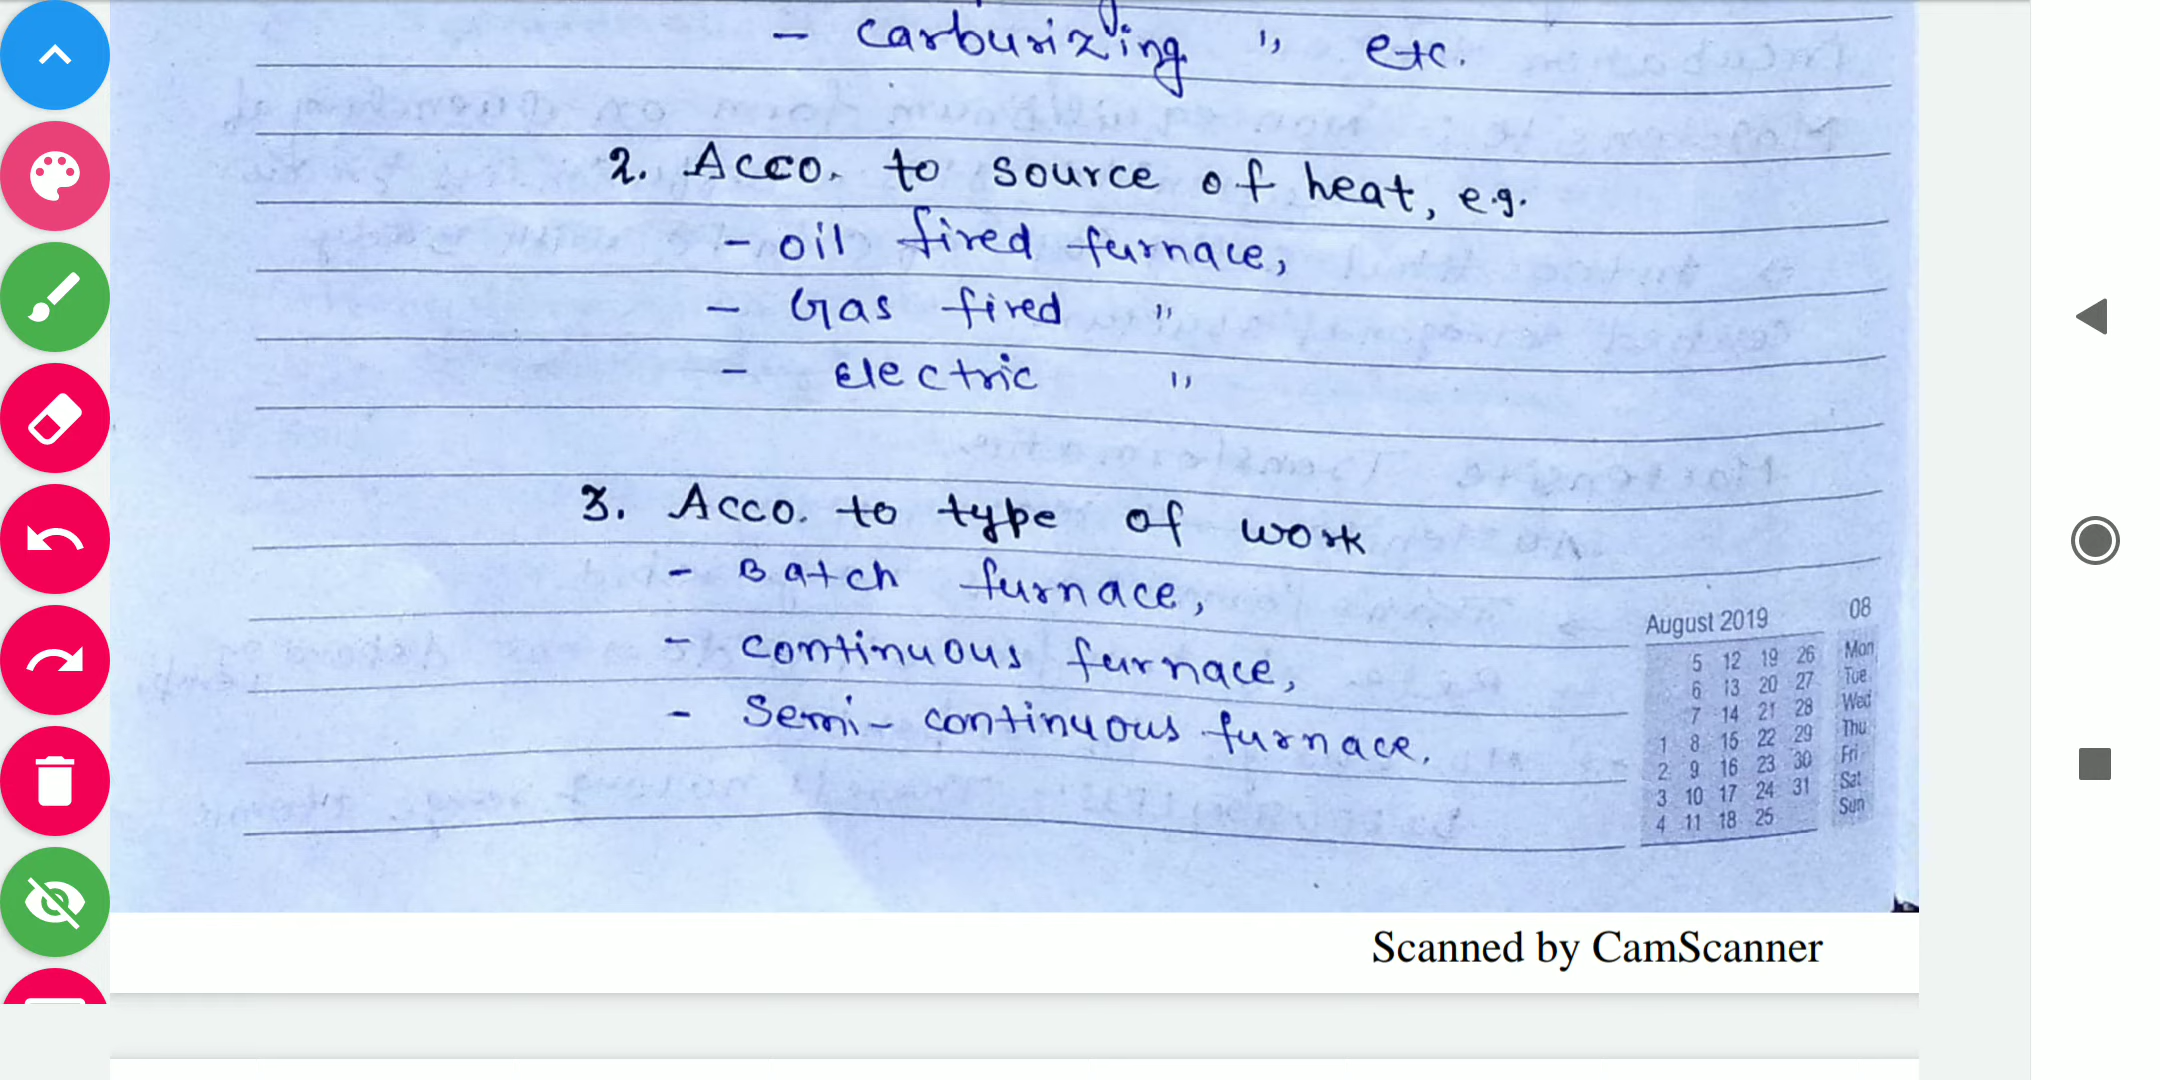 - carburizing " etc.
2. Acco. to source of heat, e.g.
- oil fired furnace,
- Gas fired "
- Electric "
3. Acco. to type of work
- Batch furnace,
- continuous furnace,
- Semi-continuous furnace.
August 2019 08
5 12 19 26 Mon
6 13 20 27 Tue
7 14 21 28 Wed
1 8 15 22 29 Thu
2 9 16 23 30 Fri
3 10 17 24 31 Sat
4 11 18 25 Sun
Scanned by CamScanner